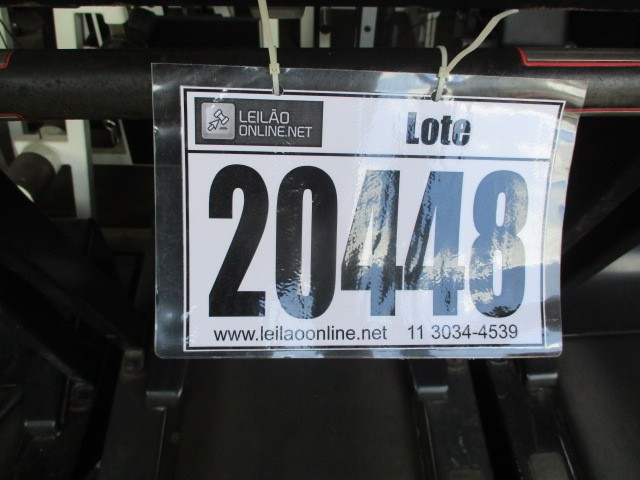 LEILÃO
ONLINE.NET
Lote
20448
www.leilaoonline.net 11 3034-4539